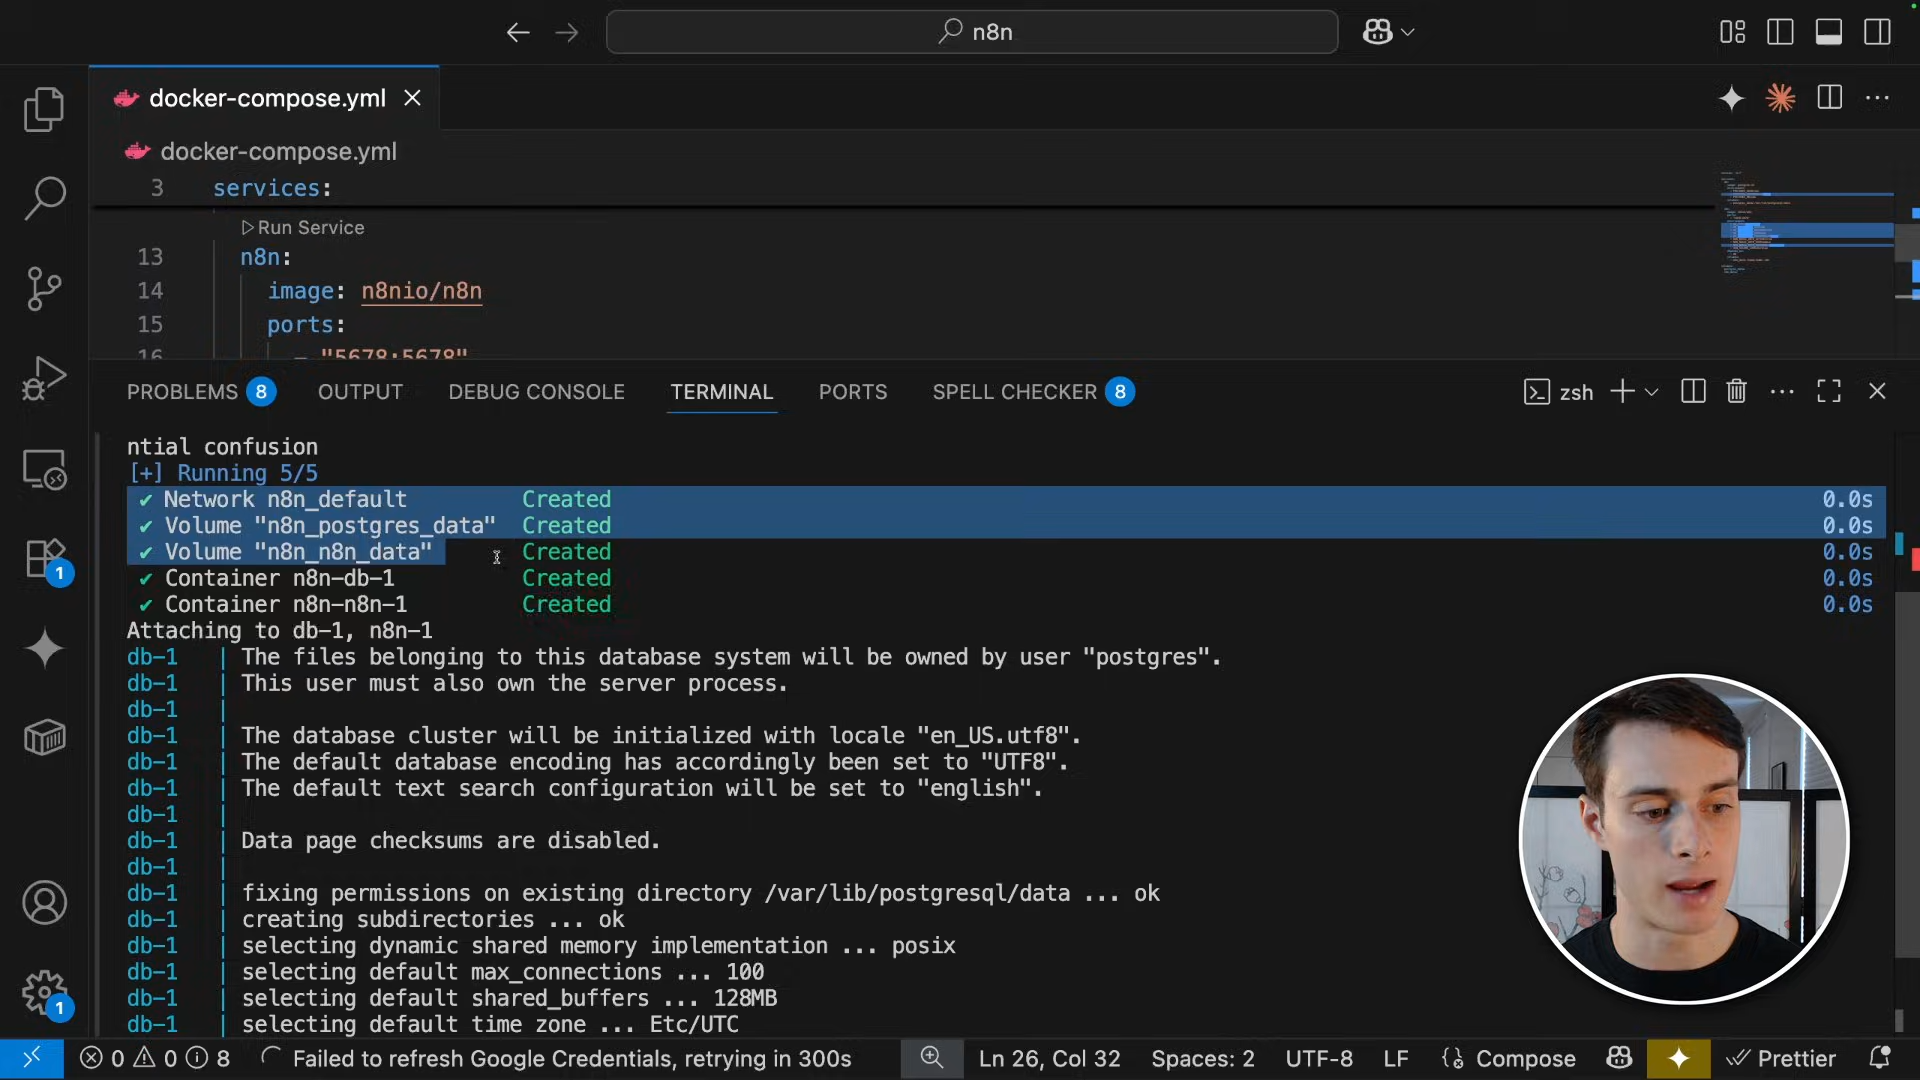 n8n
docker-compose.yml
docker-compose.yml
3 services:
Run Service
13 n8n:
14 image: n8nio/n8n
15 ports:
16 - "5678:5678"
PROBLEMS 8 OUTPUT DEBUG CONSOLE TERMINAL PORTS SPELL CHECKER 8 zsh
ntial confusion
[+] Running 5/5
✔ Network n8n_default Created 0.0s
✔ Volume "n8n_postgres_data" Created 0.0s
✔ Volume "n8n_n8n_data" Created 0.0s
✔ Container n8n-db-1 Created 0.0s
✔ Container n8n-n8n-1 Created 0.0s
Attaching to db-1, n8n-1
db-1 | The files belonging to this database system will be owned by user "postgres".
db-1 | This user must also own the server process.
db-1 |
db-1 | The database cluster will be initialized with locale "en_US.utf8".
db-1 | The default database encoding has accordingly been set to "UTF8".
db-1 | The default text search configuration will be set to "english".
db-1 |
db-1 | Data page checksums are disabled.
db-1 |
db-1 | fixing permissions on existing directory /var/lib/postgresql/data ... ok
db-1 | creating subdirectories ... ok
db-1 | selecting dynamic shared memory implementation ... posix
db-1 | selecting default max_connections ... 100
db-1 | selecting default shared_buffers ... 128MB
db-1 | selecting default time zone ... Etc/UTC
1
1
0 0 8 Failed to refresh Google Credentials, retrying in 300s Ln 26, Col 32 Spaces: 2 UTF-8 LF Compose Prettier